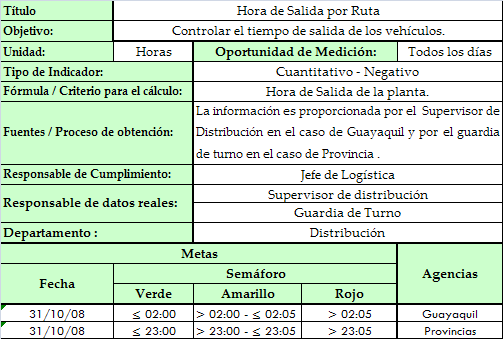 Título Hora de Salida por Ruta
Objetivo: Controlar el tiempo de salida de los vehículos.
Unidad: Horas Oportunidad de Medición: Todos los días
Tipo de Indicador: Cuantitativo - Negativo
Fórmula / Criterio para el cálculo: Hora de Salida de la planta.
Fuentes / Proceso de obtención: La información es proporcionada por el Supervisor de
Distribución en el caso de Guayaquil y por el guardia
de turno en el caso de Provincia .
Responsable de Cumplimiento: Jefe de Logística
Responsable de datos reales: Supervisor de distribución
Guardia de Turno
Departamento : Distribución
Metas
Fecha Semáforo Agencias
Verde Amarillo Rojo
31/10/08 ≤ 02:00 > 02:00 - ≤ 02:05 > 02:05 Guayaquil
31/10/08 ≤ 23:00 > 23:00 - ≤ 23:05 > 23:05 Provincias